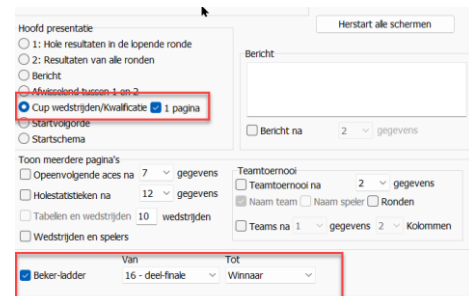 Herstart alle schermen
Hoofd presentatie
1: Hole resultaten in de lopende ronde
2: Resultaten van alle ronden
Bericht
Afwisselend tussen 1 en 2
Cup wedstrijden/Kwalificatie 1 pagina
Startvolgorde
Startschema
Bericht
Bericht na 2 gegevens
Toon meerdere pagina's
Opeenvolgende aces na 7 gegevens
Holestatistieken na 12 gegevens
Tabellen en wedstrijden 10 wedstrijden
Wedstrijden en spelers
Teamtoernooi
Teamtoernooi na 2 gegevens
Naam team Naam speler Ronden
Teams na 1 gegevens 2 Kolommen
Van Tot
Beker-ladder 16 - deel-finale Winnaar